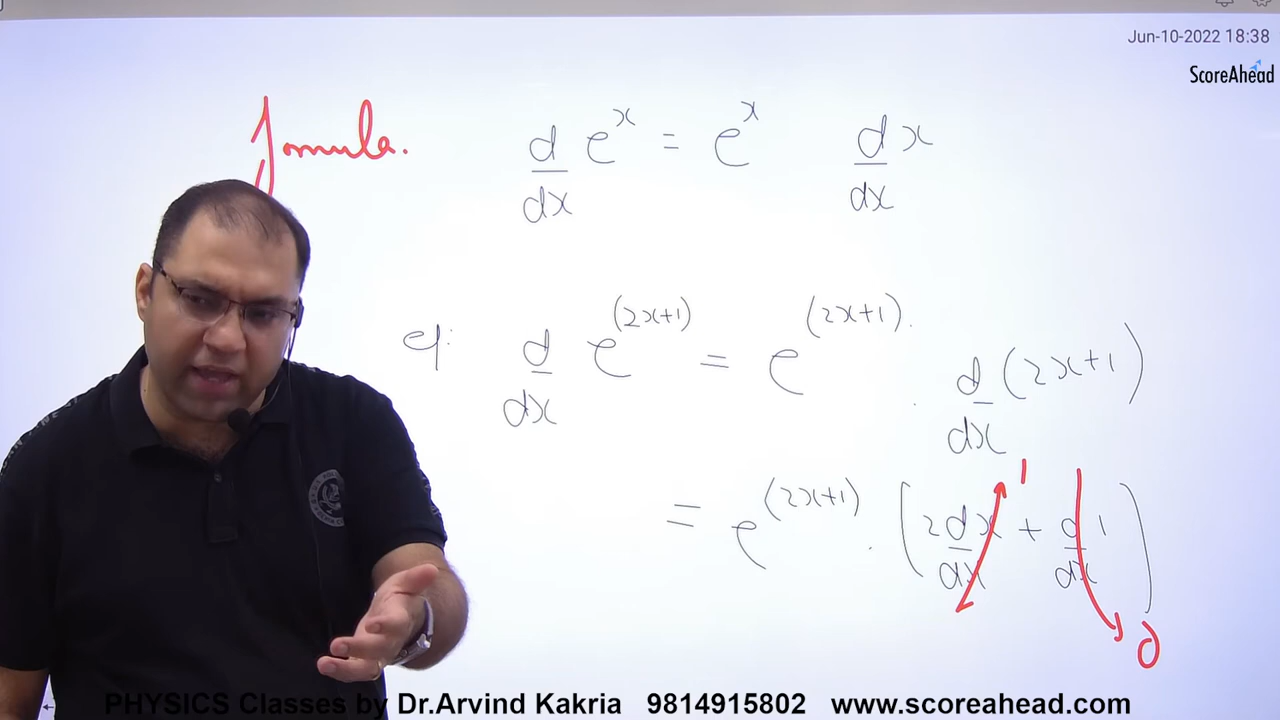 Jun-10-2022 18:38
ScoreAhead
formula. d/dx e^x = e^x d/dx x
eg: d/dx e^(2x+1) = e^(2x+1) . d/dx (2x+1)
= e^(2x+1) . (2 d/dx x + d/dx 1) 1 0
PHYSICS Classes by Dr.Arvind Kakria 9814915802 www.scoreahead.com